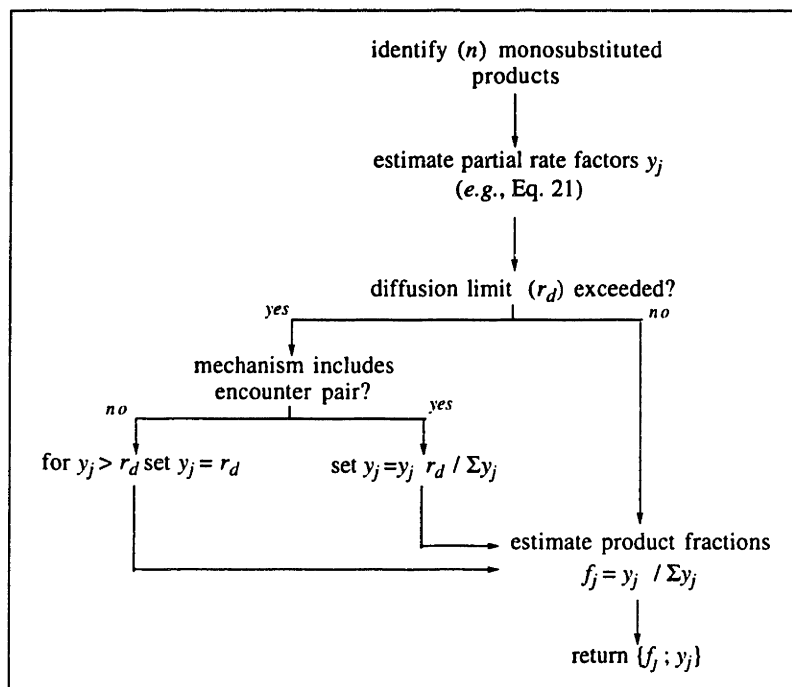 identify (n) monosubstituted
products
estimate partial rate factors y_j
(e.g., Eq. 21)
diffusion limit (r_d) exceeded?
yes
no
mechanism includes
encounter pair?
no
yes
for y_j > r_d set y_j = r_d
set y_j = y_j r_d / Σy_j
estimate product fractions
f_j = y_j / Σy_j
return {f_j ; y_j}